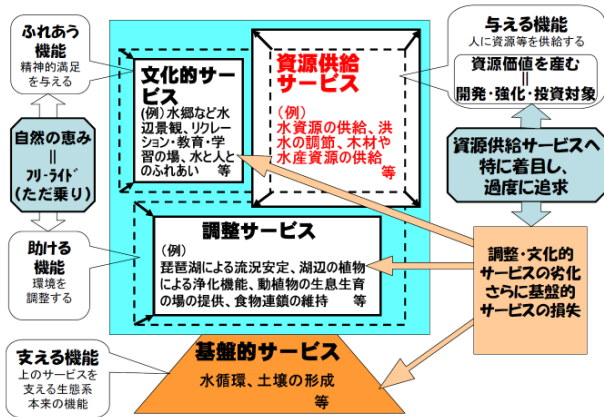 ふれあう
機能
精神的満足
を与える
自然の恵み
||
ﾌﾘｰﾗｲﾄﾞ
(ただ乗り)
助ける
機能
環境を
調整する
支える機能
上のサービスを
支える生態系
本来の機能
文化的サ
ービス
(例)水郷など水
辺景観、リクレ
ーション・教育・学
習の場、水と人と
のふれあい 等
資源供給
サービス
(例)
水資源の供給、洪
水の調節、木材や
水産資源の供給
等
調整サービス
(例)
琵琶湖による流況安定、湖辺の植物
による浄化機能、動植物の生息生育
の場の提供、食物連鎖の維持 等
基盤的サービス
水循環、土壌の形成
等
与える機能
人に資源等を供給する
資源価値を産む
||
開発・強化・投資対象
資源供給サービスへ
特に着目し、
過度に追求
調整・文化的
サービスの劣化
さらに基盤的
サービスの損失